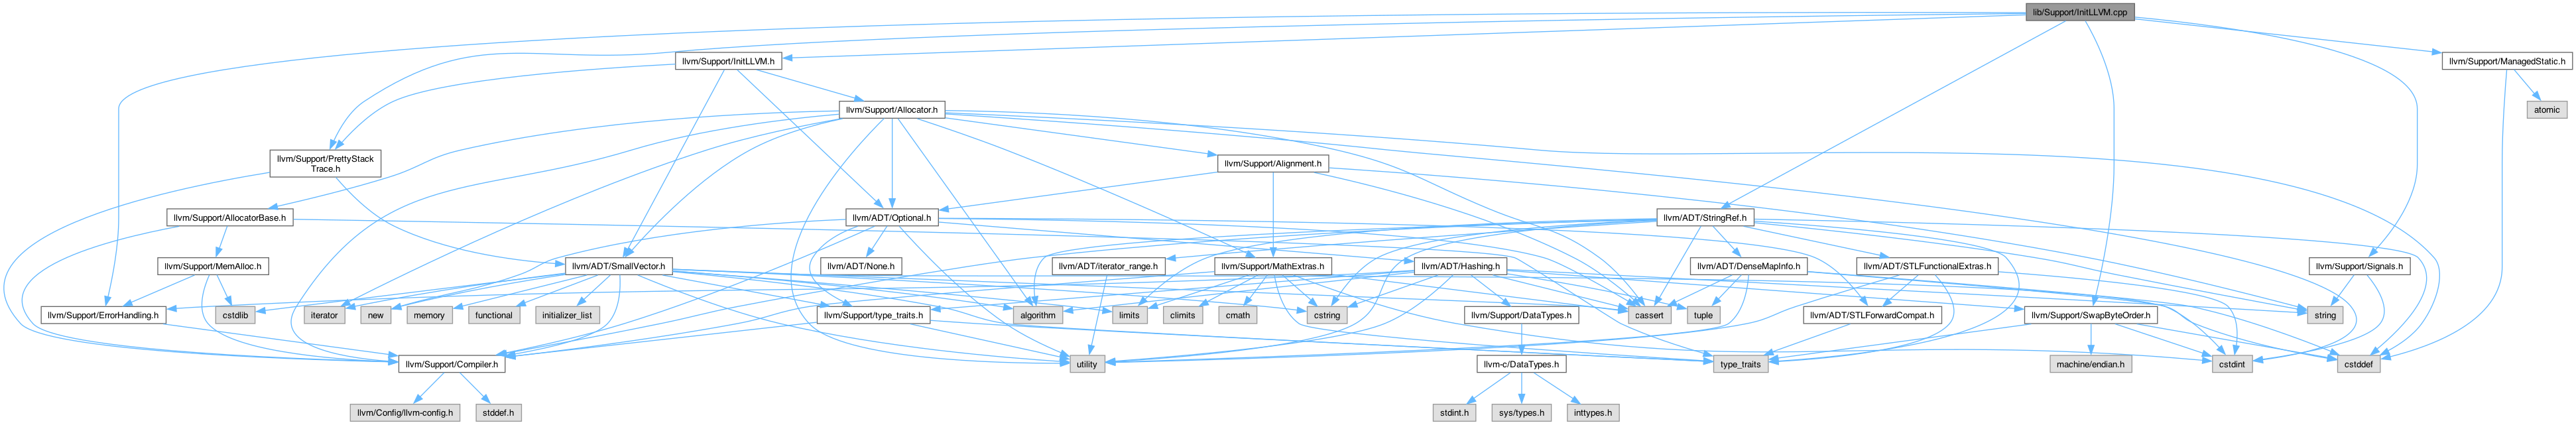 lib/Support/InitLLVM.cpp
llvm/Support/InitLLVM.h
llvm/Support/ManagedStatic.h
llvm/Support/Allocator.h
atomic
llvm/Support/PrettyStack
Trace.h
llvm/Support/Alignment.h
llvm/Support/AllocatorBase.h
llvm/ADT/Optional.h
llvm/ADT/StringRef.h
llvm/Support/MemAlloc.h
llvm/ADT/SmallVector.h
llvm/ADT/None.h
llvm/ADT/iterator_range.h
llvm/Support/MathExtras.h
llvm/ADT/Hashing.h
llvm/ADT/DenseMapInfo.h
llvm/ADT/STLFunctionalExtras.h
llvm/Support/Signals.h
llvm/Support/ErrorHandling.h
cstdlib
iterator
new
memory
functional
initializer_list
llvm/Support/type_traits.h
algorithm
limits
climits
cmath
cstring
cassert
tuple
llvm/Support/DataTypes.h
llvm/ADT/STLForwardCompat.h
llvm/Support/SwapByteOrder.h
string
llvm/Support/Compiler.h
utility
llvm-c/DataTypes.h
type_traits
machine/endian.h
cstdint
cstddef
llvm/Config/llvm-config.h
stddef.h
stdint.h
sys/types.h
inttypes.h